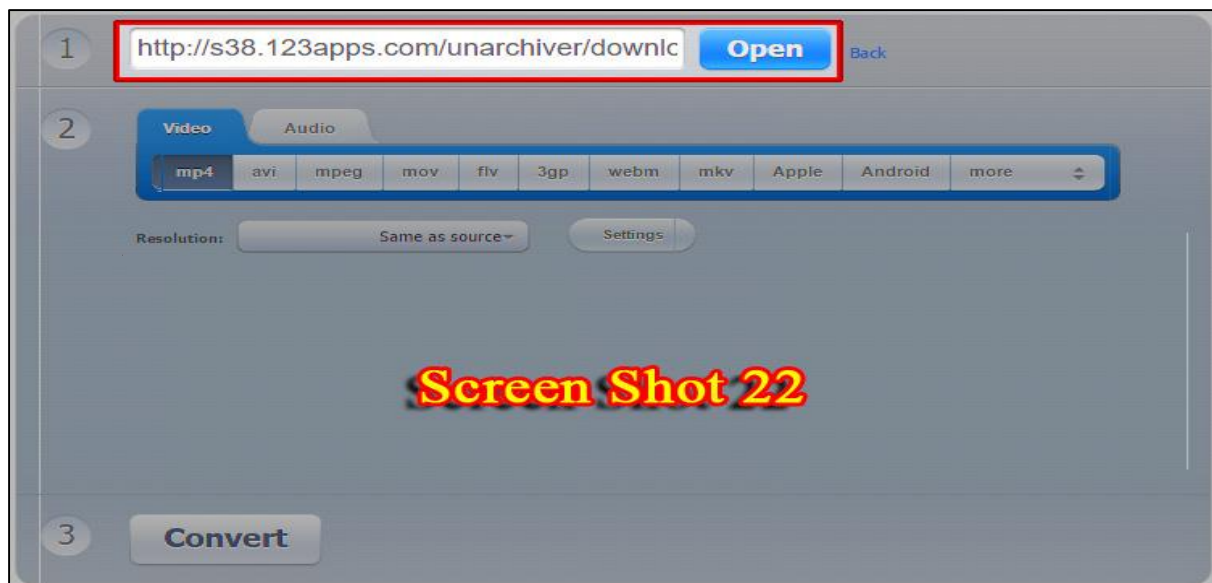 1 http://s38.123apps.com/unarchiver/downlc Open Back
2 Video Audio
mp4 avi mpeg mov flv 3gp webm mkv Apple Android more
Resolution: Same as source Settings
Screen Shot 22
3 Convert